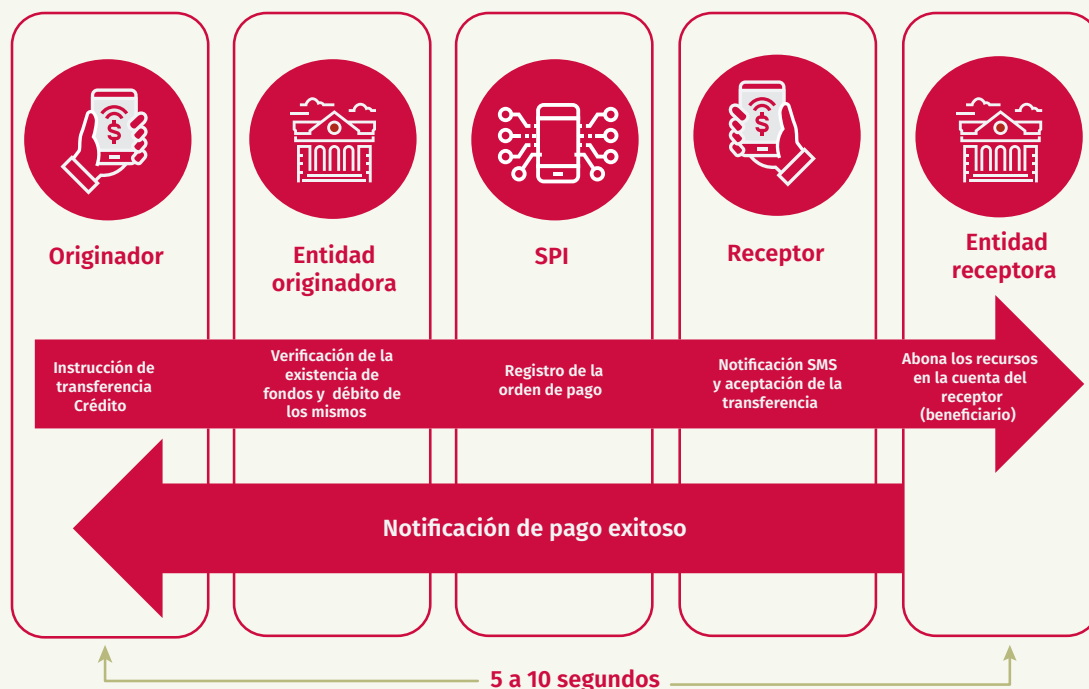 Originador
Entidad
originadora
SPI
Receptor
Entidad
receptora
Instrucción de
transferencia
Crédito
Verificación de la
existencia de
fondos y débito de
los mismos
Registro de la
orden de pago
Notificación SMS
y aceptación de la
transferencia
Abona los recursos
en la cuenta del
receptor
(beneficiario)
Notificación de pago exitoso
5 a 10 segundos